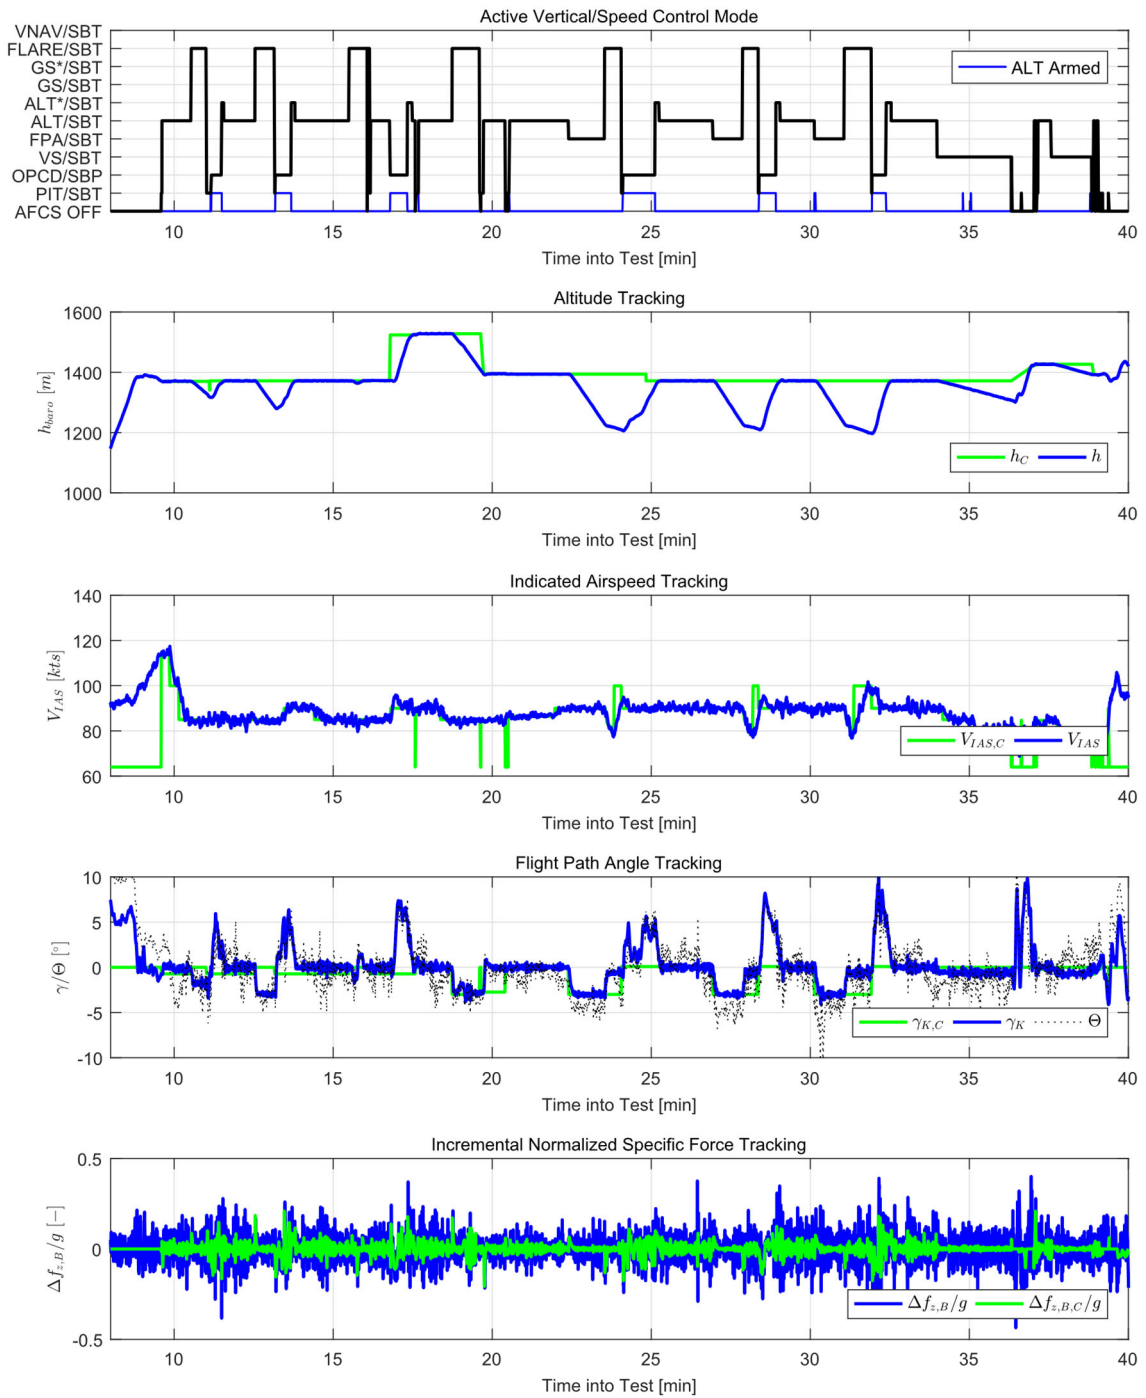 Active Vertical/Speed Control Mode
VNAV/SBT
FLARE/SBT
GS*/SBT
GS/SBT
ALT*/SBT
ALT/SBT
FPA/SBT
VS/SBT
OPCD/SBP
PIT/SBT
AFCS OFF
ALT Armed
10 15 20 25 30 35 40
Time into Test [min]
Altitude Tracking
h_baro [m]
1600
1400
1200
1000
h_C h
10 15 20 25 30 35 40
Time into Test [min]
Indicated Airspeed Tracking
V_IAS [kts]
140
120
100
80
60
V_IAS,C V_IAS
10 15 20 25 30 35 40
Time into Test [min]
Flight Path Angle Tracking
γ/Θ [°]
10
5
0
-5
-10
γ_K,C γ_K Θ
10 15 20 25 30 35 40
Time into Test [min]
Incremental Normalized Specific Force Tracking
Δf_z,B/g [−]
0.5
0
-0.5
Δf_z,B/g Δf_z,B,C/g
10 15 20 25 30 35 40
Time into Test [min]